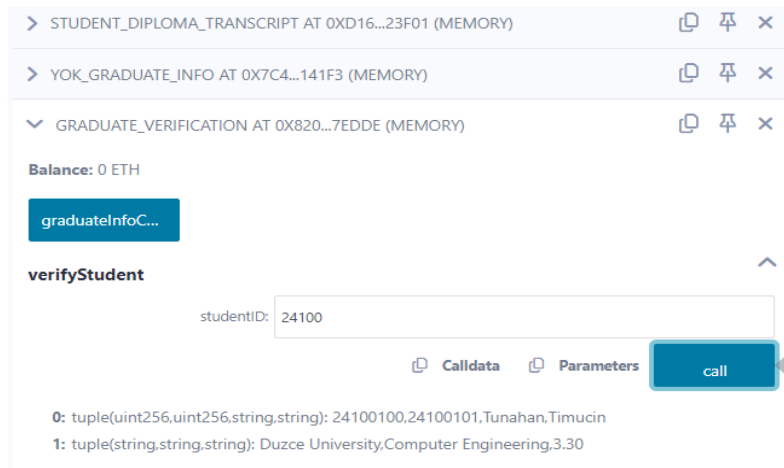 STUDENT_DIPLOMA_TRANSCRIPT AT 0XD16...23F01 (MEMORY)
YOK_GRADUATE_INFO AT 0X7C4...141F3 (MEMORY)
GRADUATE_VERIFICATION AT 0X820...7EDDE (MEMORY)
Balance: 0 ETH
graduateInfoC...
verifyStudent
studentID: 24100
Calldata Parameters call
0: tuple(uint256,uint256,string,string): 24100100,24100101,Tunahan,Timucin
1: tuple(string,string,string): Duzce University,Computer Engineering,3.30